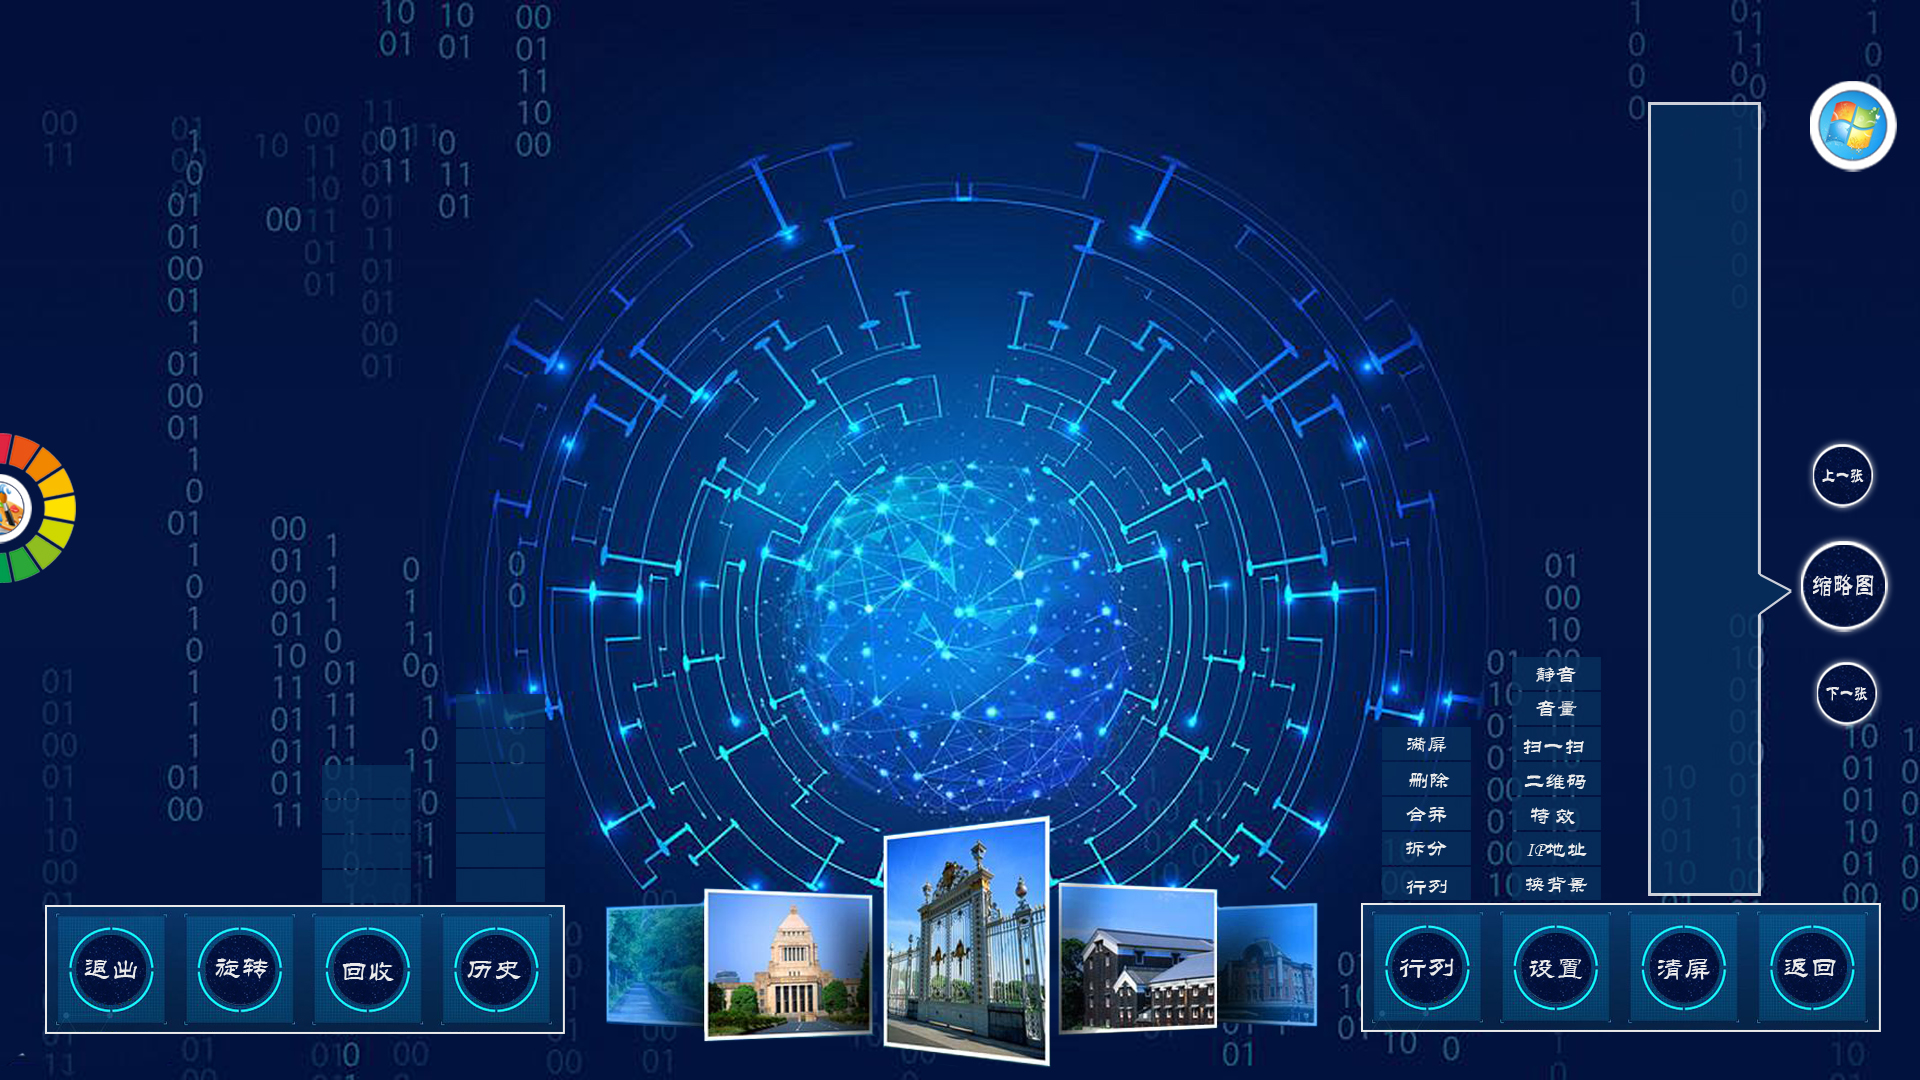 上一张
缩略图
下一张
静音
音量
扫一扫
二维码
特效
IP地址
换背景
满屏
删除
合并
拆分
行列
退出
旋转
回收
历史
行列
设置
清屏
返回